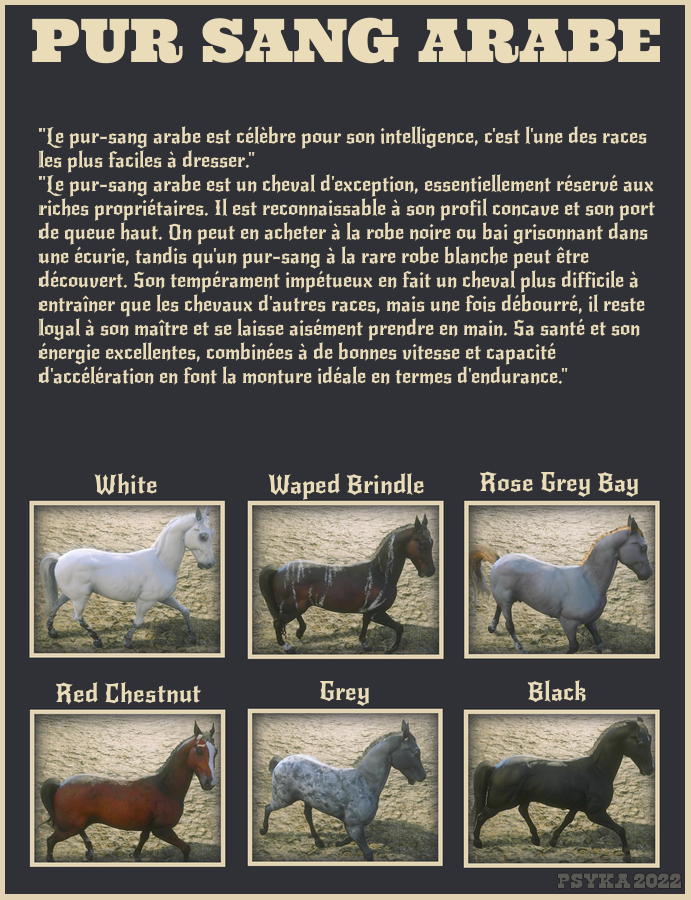 PUR SANG ARABE
"Le pur-sang arabe est célèbre pour son intelligence, c'est l'une des races
les plus faciles à dresser."
"Le pur-sang arabe est un cheval d'exception, essentiellement réservé aux
riches propriétaires. Il est reconnaissable à son profil concave et son port
de queue haut. On peut en acheter à la robe noire ou bai grisonnant dans
une écurie, tandis qu'un pur-sang à la rare robe blanche peut être
découvert. Son tempérament impétueux en fait un cheval plus difficile à
entraîner que les chevaux d'autres races, mais une fois débourré, il reste
loyal à son maître et se laisse aisément prendre en main. Sa santé et son
énergie excellentes, combinées à de bonnes vitesse et capacité
d'accélération en font la monture idéale en termes d'endurance."
White
Waped Brindle
Rose Grey Bay
Red Chestnut
Grey
Black
PSYKA 2022